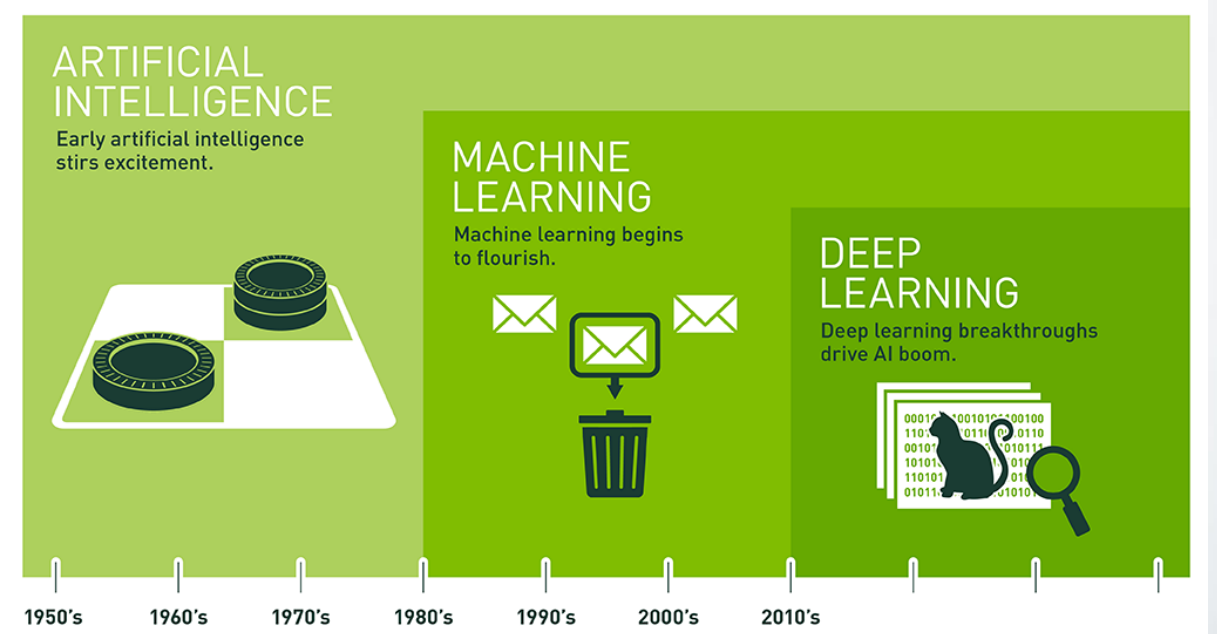 ARTIFICIAL
INTELLIGENCE
Early artificial intelligence
stirs excitement.
MACHINE
LEARNING
Machine learning begins
to flourish.
DEEP
LEARNING
Deep learning breakthroughs
drive AI boom.
1950's
1960's
1970's
1980's
1990's
2000's
2010's